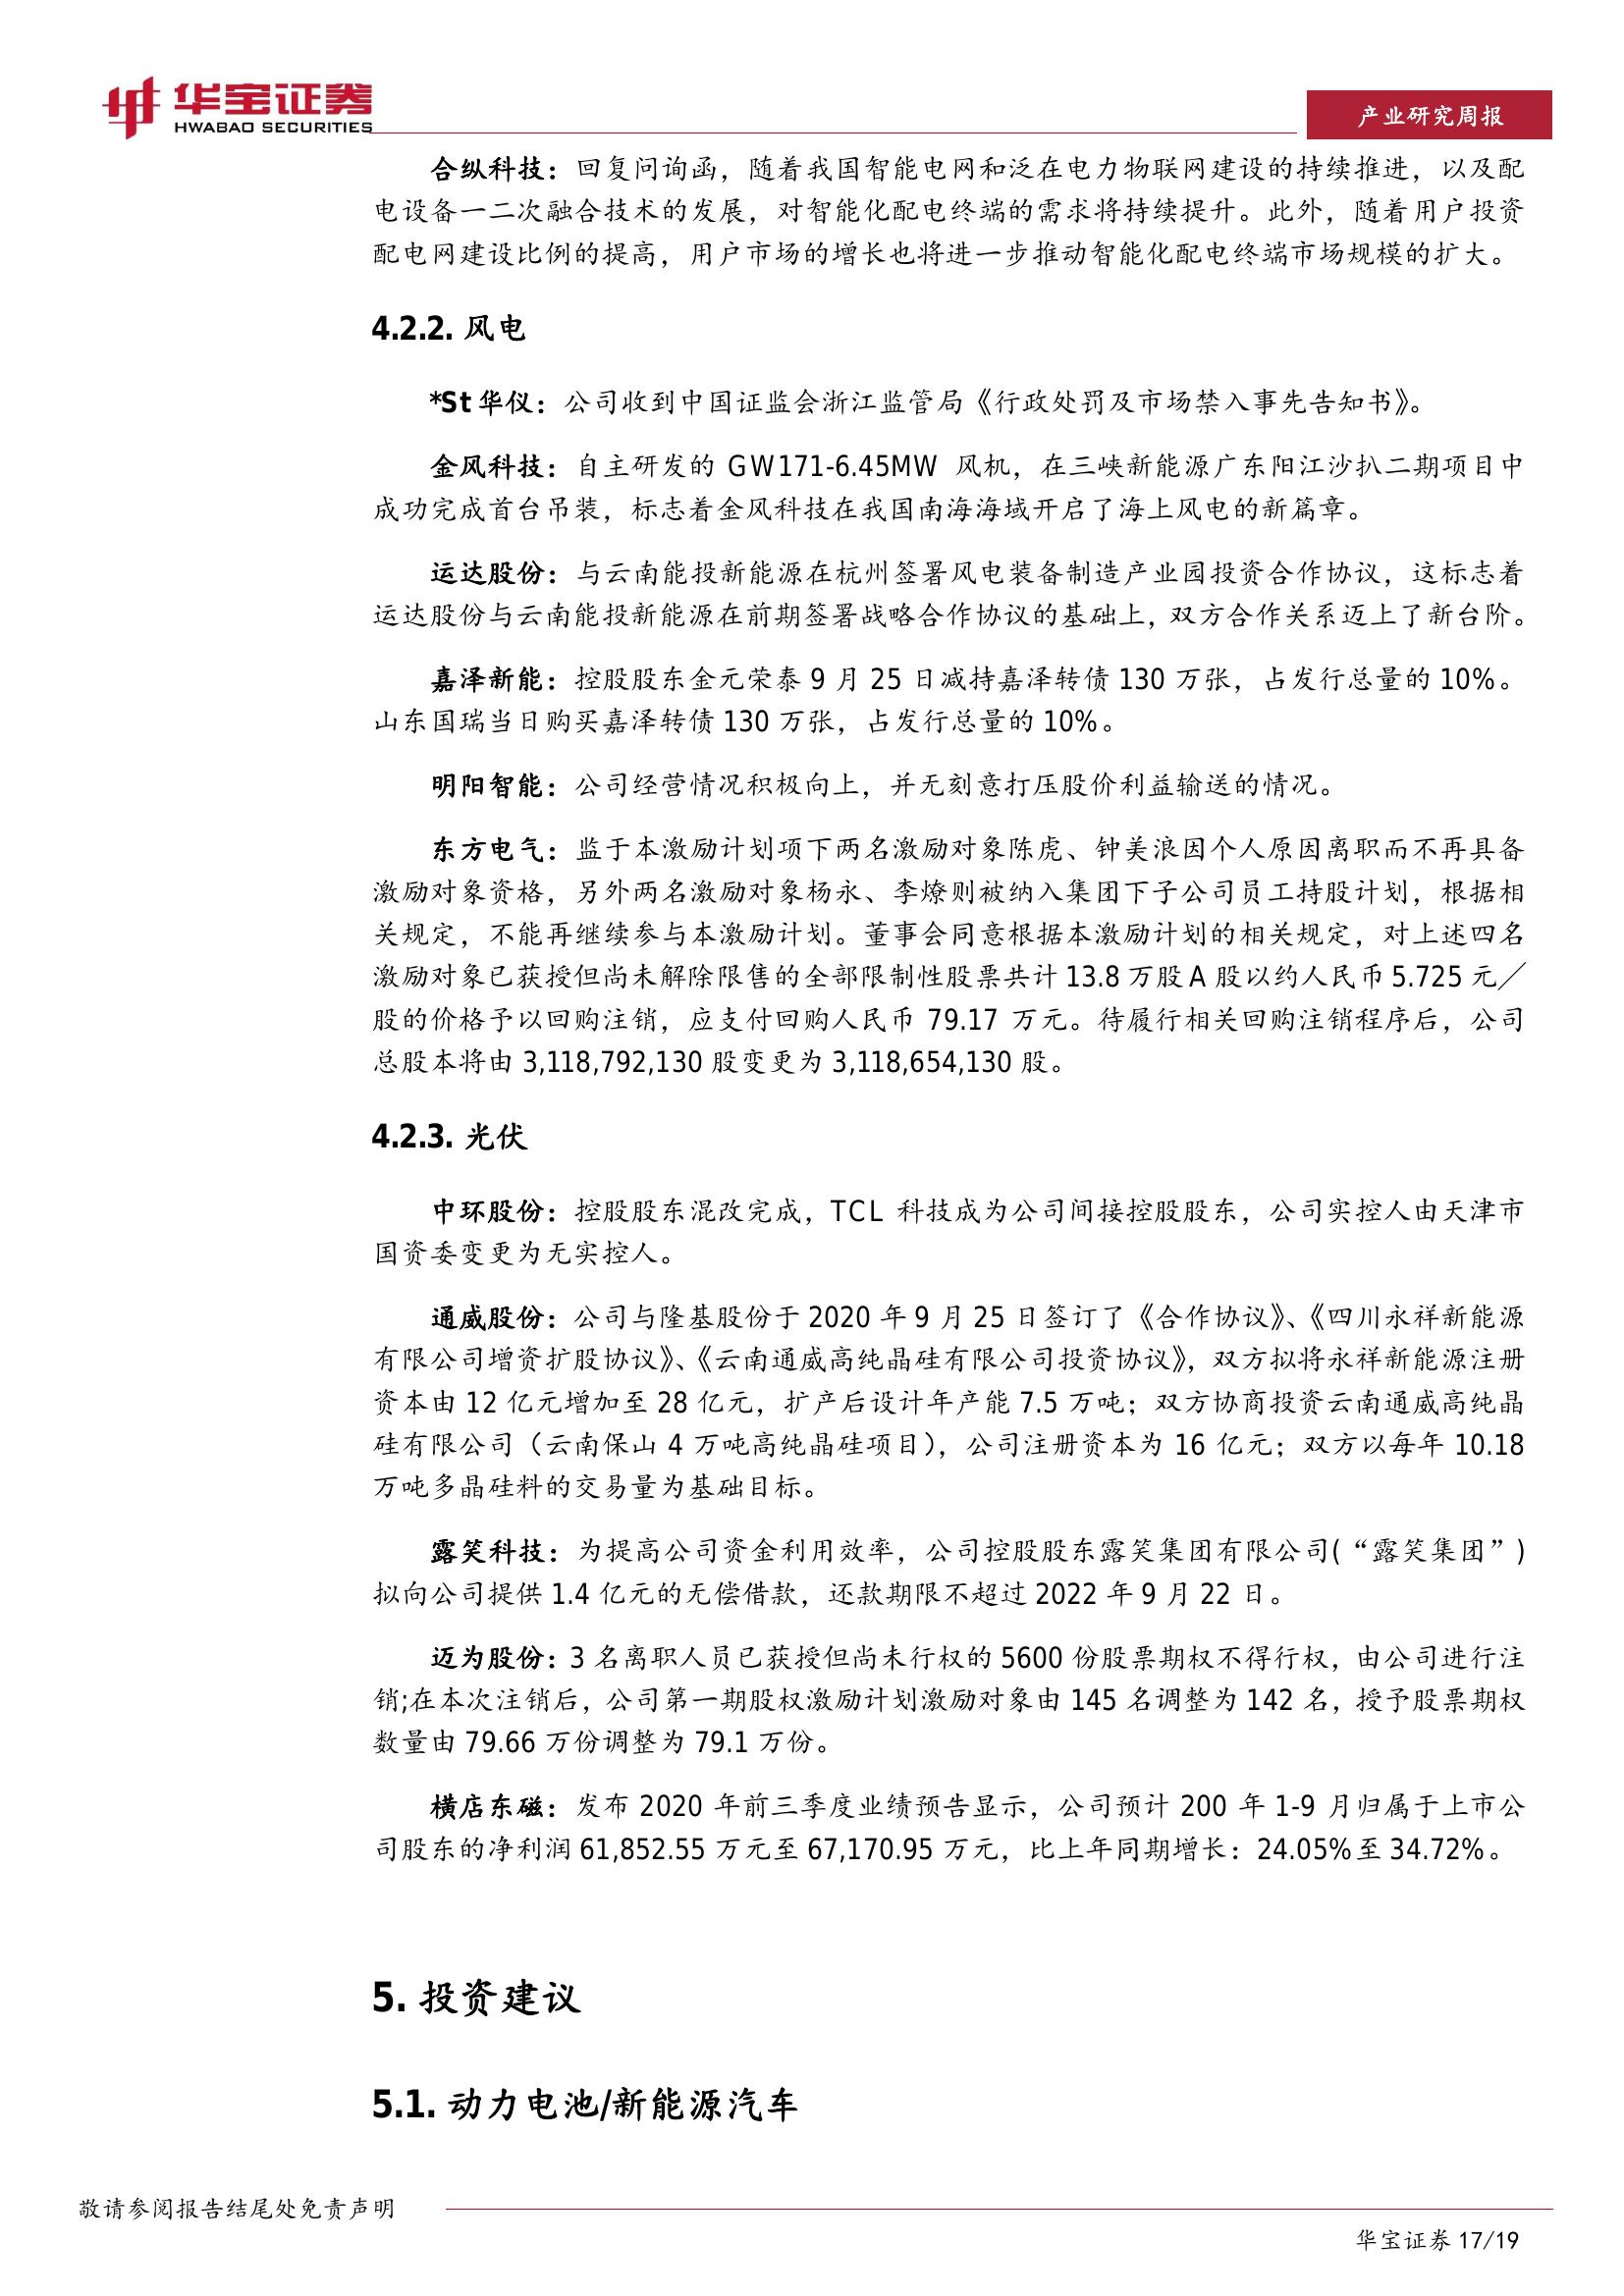 华宝证券
HWABAO SECURITIES
产业研究周报
合纵科技：回复问询函，随着我国智能电网和泛在电力物联网建设的持续推进，以及配
电设备一二次融合技术的发展，对智能化配电终端的需求将持续提升。此外，随着用户投资
配电网建设比例的提高，用户市场的增长也将进一步推动智能化配电终端市场规模的扩大。
4.2.2. 风电
*St华仪：公司收到中国证监会浙江监管局《行政处罚及市场禁入事先告知书》。
金风科技：自主研发的 GW171-6.45MW 风机，在三峡新能源广东阳江沙扒二期项目中
成功完成首台吊装，标志着金风科技在我国南海海域开启了海上风电的新篇章。
运达股份：与云南能投新能源在杭州签署风电装备制造产业园投资合作协议，这标志着
运达股份与云南能投新能源在前期签署战略合作协议的基础上，双方合作关系迈上了新台阶。
嘉泽新能：控股股东金元荣泰 9 月 25 日减持嘉泽转债 130 万张，占发行总量的 10%。
山东国瑞当日购买嘉泽转债 130 万张，占发行总量的 10%。
明阳智能：公司经营情况积极向上，并无刻意打压股价利益输送的情况。
东方电气：监于本激励计划项下两名激励对象陈虎、钟美浪因个人原因离职而不再具备
激励对象资格，另外两名激励对象杨永、李燎则被纳入集团下子公司员工持股计划，根据相
关规定，不能再继续参与本激励计划。董事会同意根据本激励计划的相关规定，对上述四名
激励对象已获授但尚未解除限售的全部限制性股票共计 13.8 万股 A 股以约人民币 5.725 元╱
股的价格予以回购注销，应支付回购人民币 79.17 万元。待履行相关回购注销程序后，公司
总股本将由 3,118,792,130 股变更为 3,118,654,130 股。
4.2.3. 光伏
中环股份：控股股东混改完成，TCL 科技成为公司间接控股股东，公司实控人由天津市
国资委变更为无实控人。
通威股份：公司与隆基股份于 2020 年 9 月 25 日签订了《合作协议》、《四川永祥新能源
有限公司增资扩股协议》、《云南通威高纯晶硅有限公司投资协议》，双方拟将永祥新能源注册
资本由 12 亿元增加至 28 亿元，扩产后设计年产能 7.5 万吨；双方协商投资云南通威高纯晶
硅有限公司（云南保山 4 万吨高纯晶硅项目），公司注册资本为 16 亿元；双方以每年 10.18
万吨多晶硅料的交易量为基础目标。
露笑科技：为提高公司资金利用效率，公司控股股东露笑集团有限公司(“露笑集团”)
拟向公司提供 1.4 亿元的无偿借款，还款期限不超过 2022 年 9 月 22 日。
迈为股份：3 名离职人员已获授但尚未行权的 5600 份股票期权不得行权，由公司进行注
销;在本次注销后，公司第一期股权激励计划激励对象由 145 名调整为 142 名，授予股票期权
数量由 79.66 万份调整为 79.1 万份。
横店东磁：发布 2020 年前三季度业绩预告显示，公司预计 200 年 1-9 月归属于上市公
司股东的净利润 61,852.55 万元至 67,170.95 万元，比上年同期增长：24.05%至 34.72%。
5. 投资建议
5.1. 动力电池/新能源汽车
敬请参阅报告结尾处免责声明
华宝证券 17/19